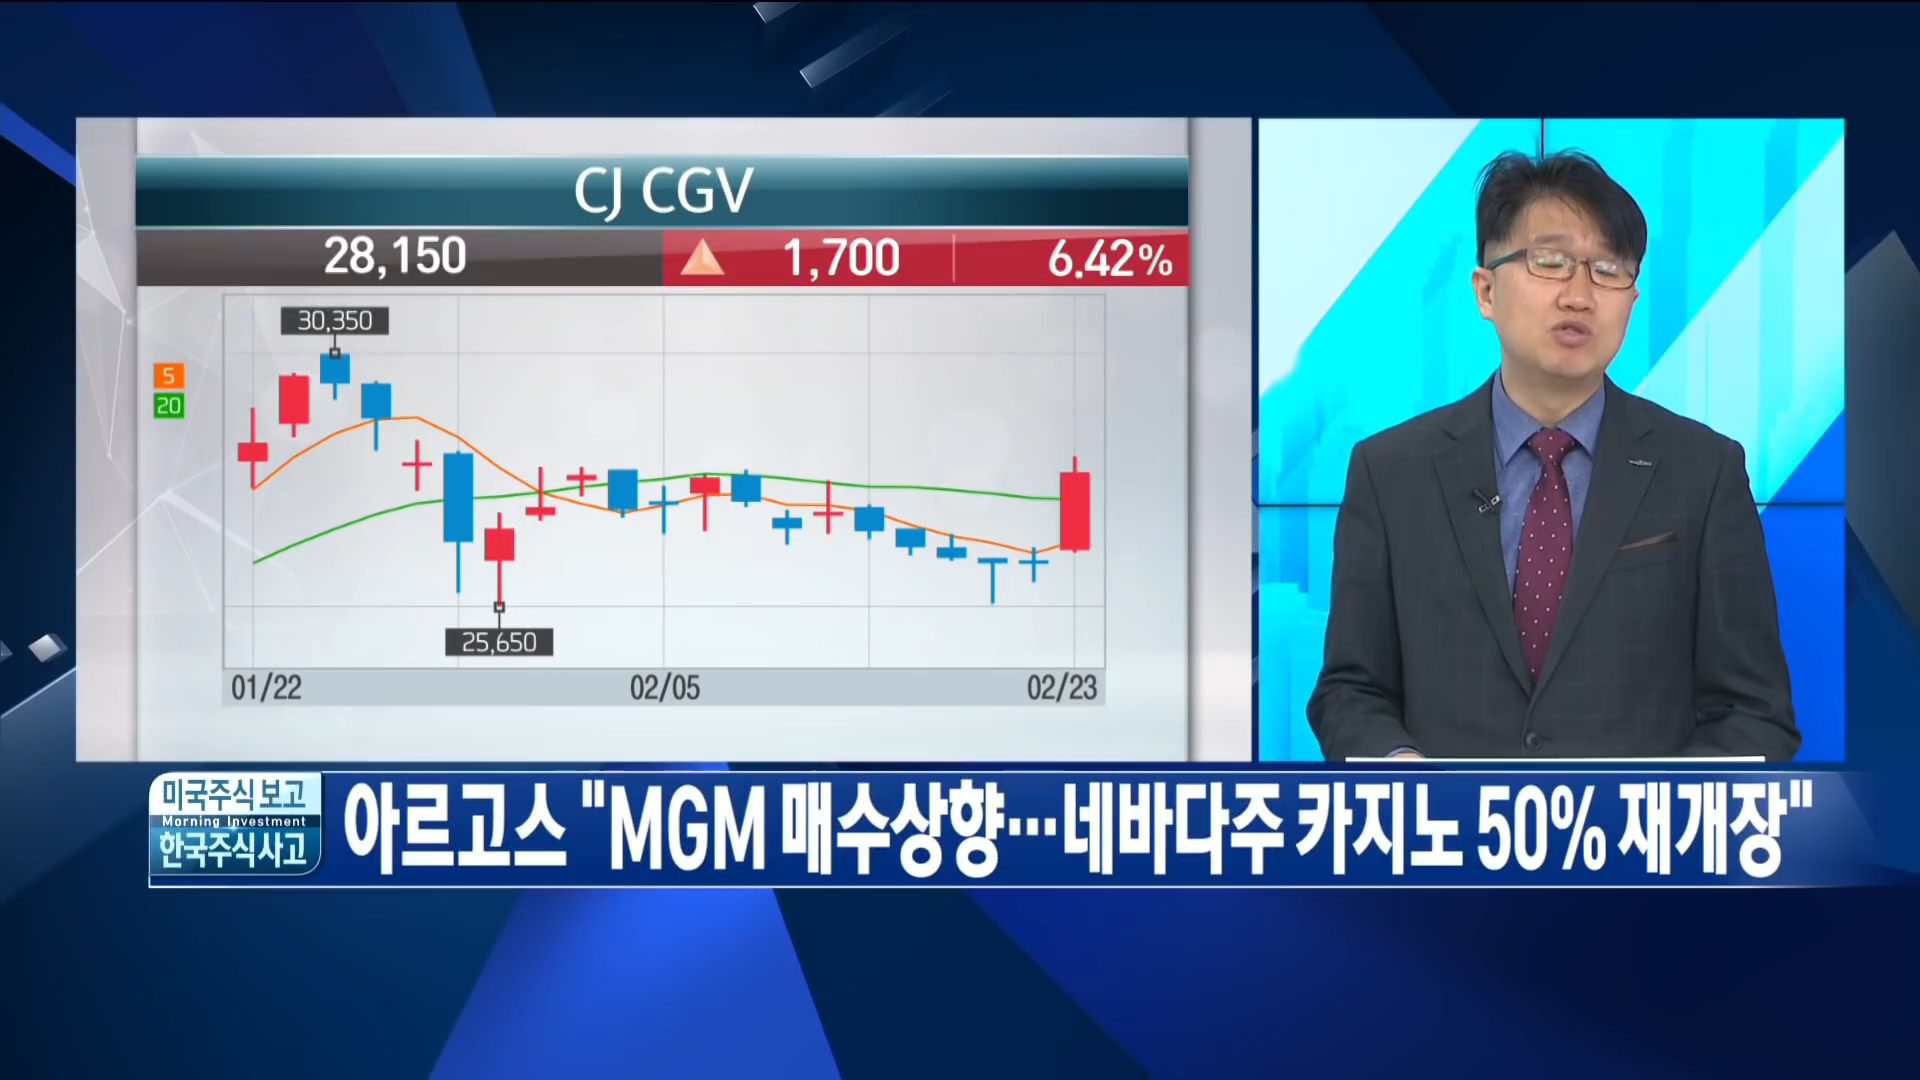 CJ CGV
28,150
1,700
6.42%
30,350
5
20
25,650
01/22
02/05
02/23
미국주식 보고
Morning Investment
한국주식 사고
아르고스 "MGM 매수상향…네바다주 카지노 50% 재개장"